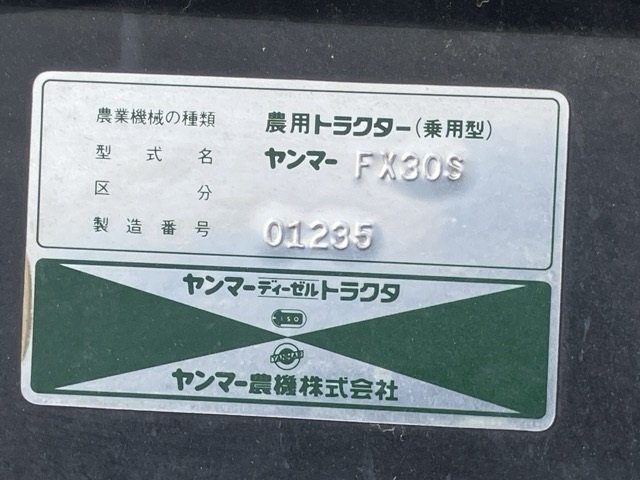 農業機械の種類 農用トラクター(乗用型)
型式名 ヤンマー FX30S
区分
製造番号 01235
ヤンマーディーゼルトラクタ
ISO
YANMAR
ヤンマー農機株式会社